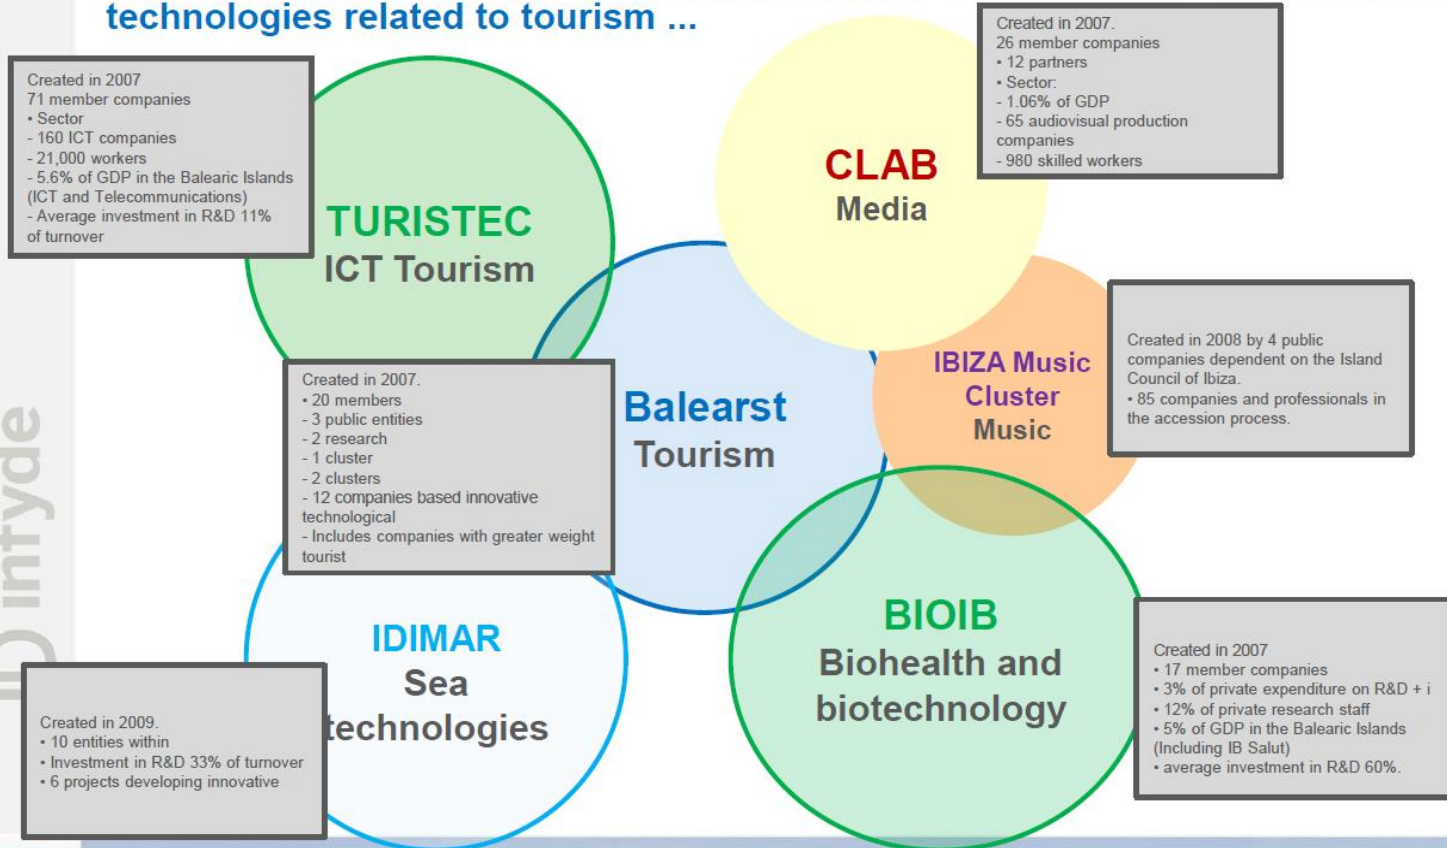 technologies related to tourism ...
Created in 2007
71 member companies
• Sector
- 160 ICT companies
- 21,000 workers
- 5.6% of GDP in the Balearic Islands
(ICT and Telecommunications)
- Average investment in R&D 11%
of turnover
TURISTEC
ICT Tourism
Created in 2007.
26 member companies
• 12 partners
• Sector:
- 1.06% of GDP
- 65 audiovisual production
companies
- 980 skilled workers
CLAB
Media
Created in 2007.
• 20 members
- 3 public entities
- 2 research
- 1 cluster
- 2 clusters
- 12 companies based innovative
technological
- Includes companies with greater weight
tourist
Balearst
Tourism
IBIZA Music
Cluster
Music
Created in 2008 by 4 public
companies dependent on the Island
Council of Ibiza.
• 85 companies and professionals in
the accession process.
IDIMAR
Sea
technologies
Created in 2009.
• 10 entities within
• Investment in R&D 33% of turnover
• 6 projects developing innovative
BIOIB
Biohealth and
biotechnology
Created in 2007
• 17 member companies
• 3% of private expenditure on R&D + i
• 12% of private research staff
• 5% of GDP in the Balearic Islands
(Including IB Salut)
• average investment in R&D 60%.